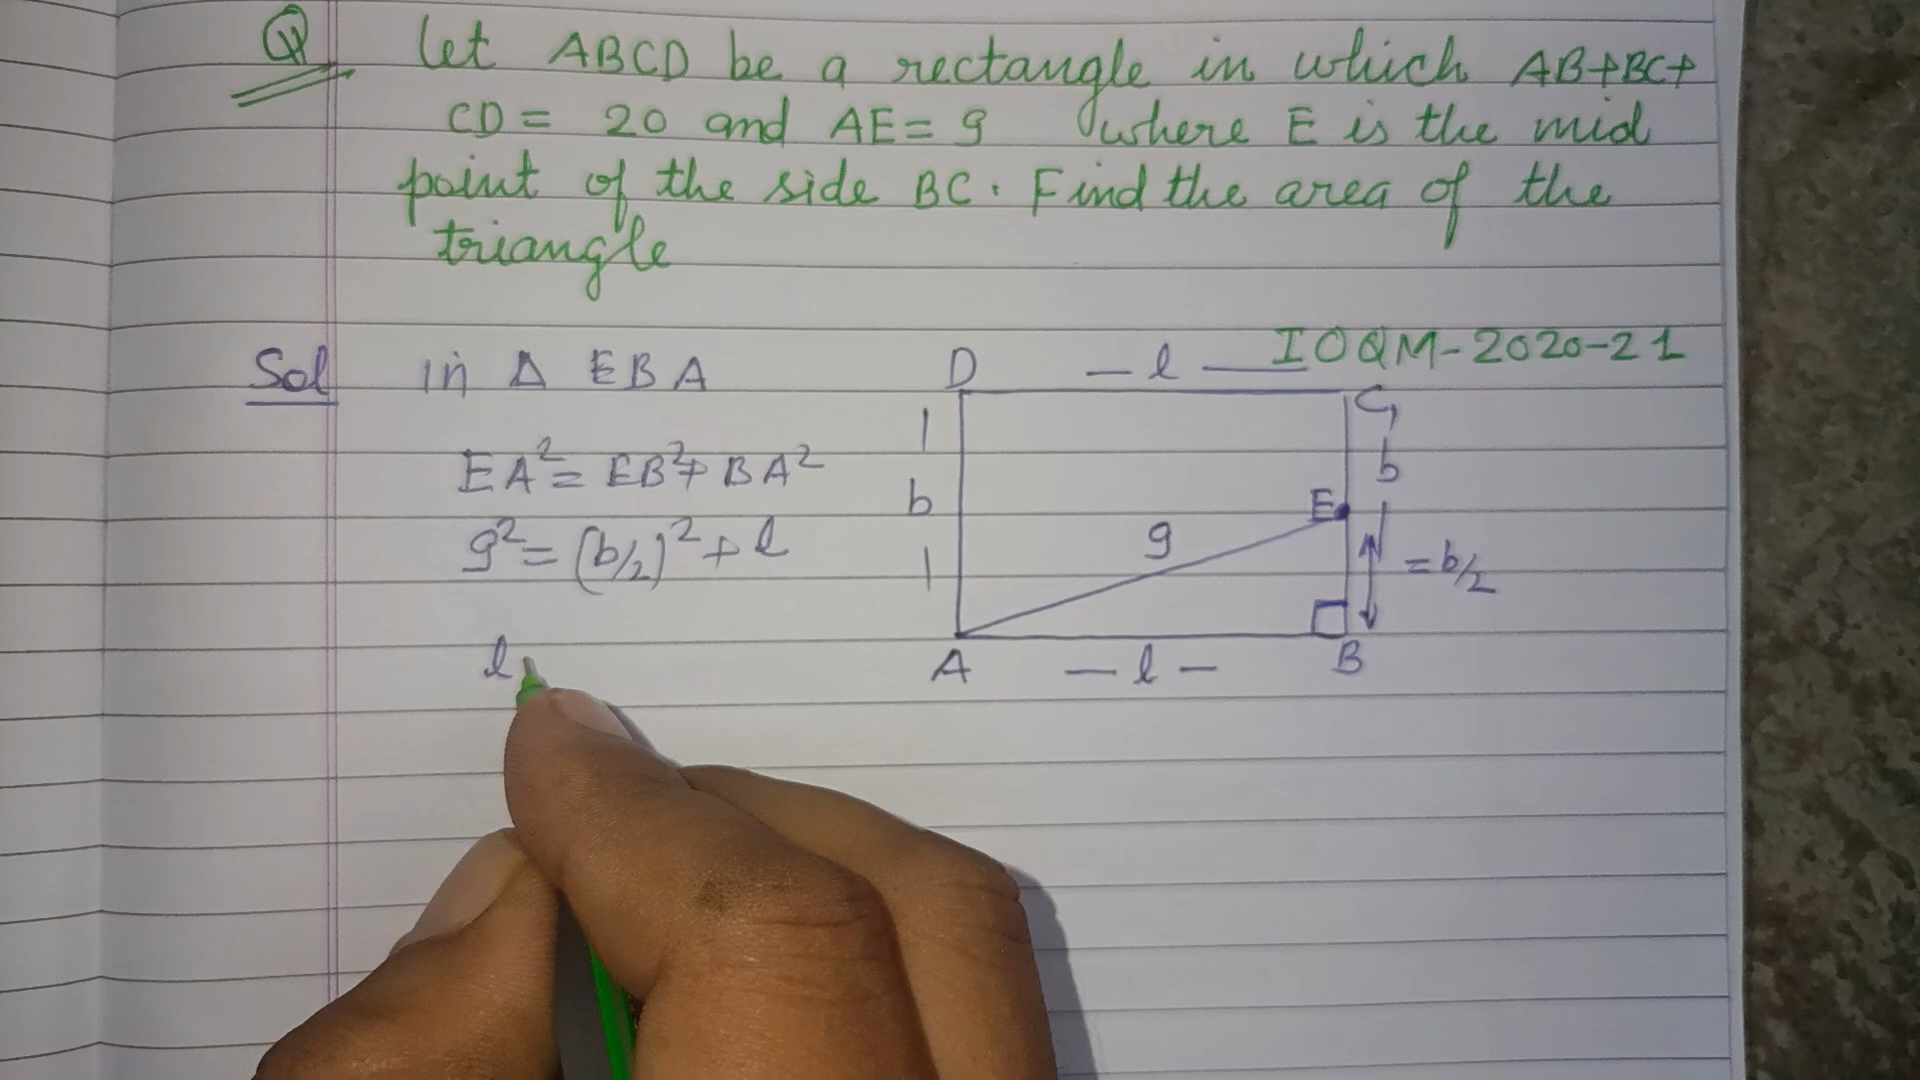 Q Let ABCD be a rectangle in which AB+BC+
CD = 20 and AE = 9 where E is the mid
point of the side BC. Find the area of the
triangle
IOQM-2020-21
Sol in Δ EBA
EA² = EB² + BA²
9² = (b/2)² + l
l
D — l — C
b
b
E
9
= b/2
A — l — B